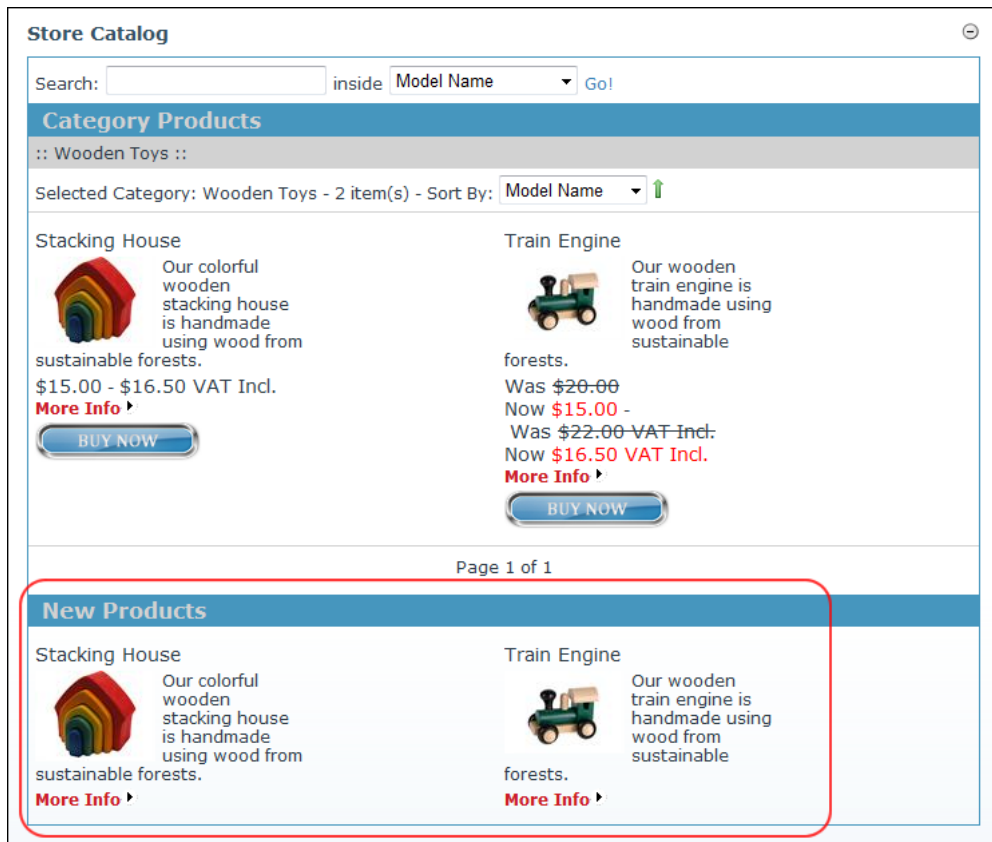 Store Catalog
Search: inside Model Name Go!
Category Products
:: Wooden Toys ::
Selected Category: Wooden Toys - 2 item(s) - Sort By: Model Name
Stacking House
Our colorful
wooden
stacking house
is handmade
using wood from
sustainable forests.
$15.00 - $16.50 VAT Incl.
More Info
BUY NOW
Train Engine
Our wooden
train engine is
handmade using
wood from
sustainable
forests.
Was $20.00
Now $15.00 -
Was $22.00 VAT Incl.
Now $16.50 VAT Incl.
More Info
BUY NOW
Page 1 of 1
New Products
Stacking House
Our colorful
wooden
stacking house
is handmade
using wood from
sustainable forests.
More Info
Train Engine
Our wooden
train engine is
handmade using
wood from
sustainable
forests.
More Info